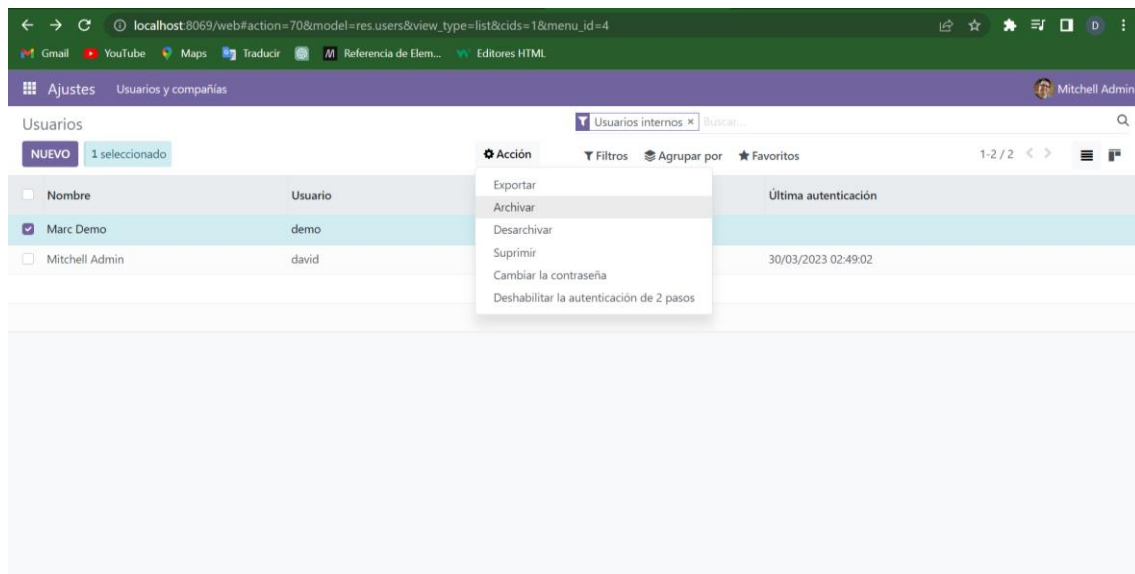 localhost:8069/web#action=70&model=res.users&view_type=list&cids=1&menu_id=4
D
Gmail YouTube Maps Traducir Referencia de Elem... Editores HTML
Ajustes Usuarios y compañías Mitchell Admin
Usuarios Usuarios internos × Buscar...
NUEVO 1 seleccionado Acción Filtros Agrupar por Favoritos 1-2 / 2
Nombre Usuario Última autenticación
Marc Demo demo
Mitchell Admin david 30/03/2023 02:49:02
Exportar
Archivar
Desarchivar
Suprimir
Cambiar la contraseña
Deshabilitar la autenticación de 2 pasos